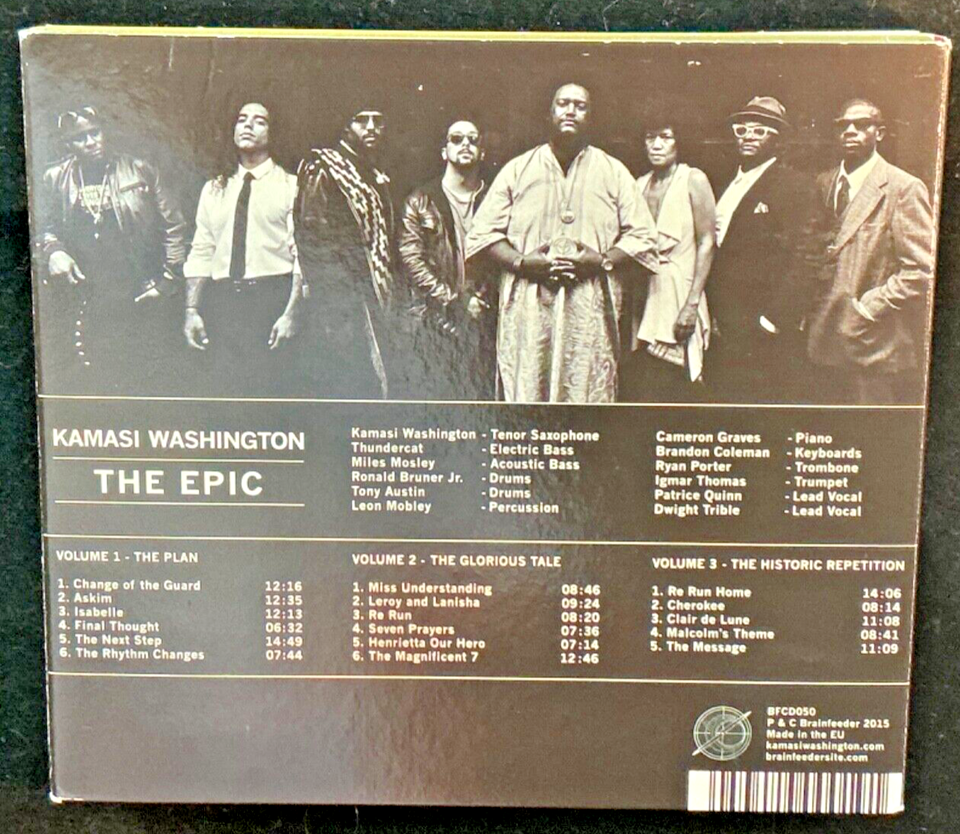 KAMASI WASHINGTON
THE EPIC
Kamasi Washington - Tenor Saxophone
Thundercat - Electric Bass
Miles Mosley - Acoustic Bass
Ronald Bruner Jr. - Drums
Tony Austin - Drums
Leon Mobley - Percussion
Cameron Graves - Piano
Brandon Coleman - Keyboards
Ryan Porter - Trombone
Igmar Thomas - Trumpet
Patrice Quinn - Lead Vocal
Dwight Trible - Lead Vocal
VOLUME 1 - THE PLAN
1. Change of the Guard 12:16
2. Askim 12:35
3. Isabelle 12:13
4. Final Thought 06:32
5. The Next Step 14:49
6. The Rhythm Changes 07:44
VOLUME 2 - THE GLORIOUS TALE
1. Miss Understanding 08:46
2. Leroy and Lanisha 09:24
3. Re Run 08:20
4. Seven Prayers 07:36
5. Henrietta Our Hero 07:14
6. The Magnificent 7 12:46
VOLUME 3 - THE HISTORIC REPETITION
1. Re Run Home 14:06
2. Cherokee 08:14
3. Clair de Lune 11:08
4. Malcolm's Theme 08:41
5. The Message 11:09
BFCD050
P & C Brainfeeder 2015
Made in the EU
kamasiwashington.com
brainfeedersite.com